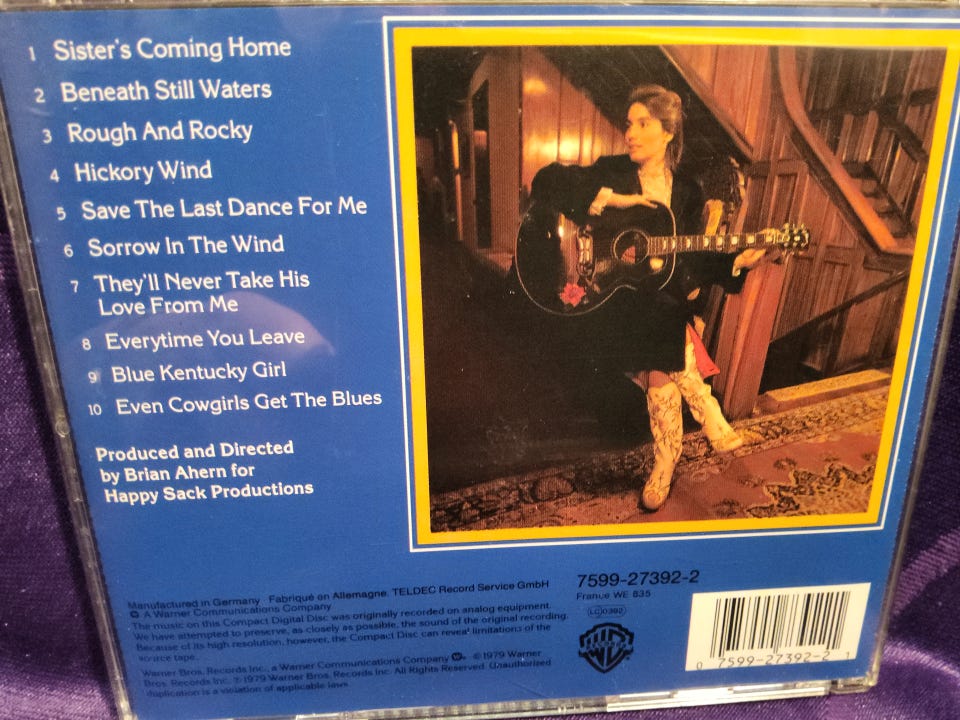 1 Sister's Coming Home
2 Beneath Still Waters
3 Rough And Rocky
4 Hickory Wind
5 Save The Last Dance For Me
6 Sorrow In The Wind
7 They'll Never Take His
Love From Me
8 Everytime You Leave
9 Blue Kentucky Girl
10 Even Cowgirls Get The Blues
Produced and Directed
by Brian Ahern for
Happy Sack Productions
Manufactured in Germany Fabriqué en Allemagne. TELDEC Record Service GmbH
A Warner Communications Company
The music on this Compact Digital Disc was originally recorded on analog equipment.
We have attempted to preserve, as closely as possible, the sound of the original recording.
Because of its high resolution, however, the Compact Disc can reveal limitations of the
source tape.
Warner Bros. Records Inc., a Warner Communications Company. ©1979 Warner
Bros. Records Inc. ℗1979 Warner Bros. Records Inc. All Rights Reserved. Unauthorized
duplication is a violation of applicable laws
7599-27392-2
France WE 835
LC 0392
WB
RECORDS
0 7599-27392-2 1